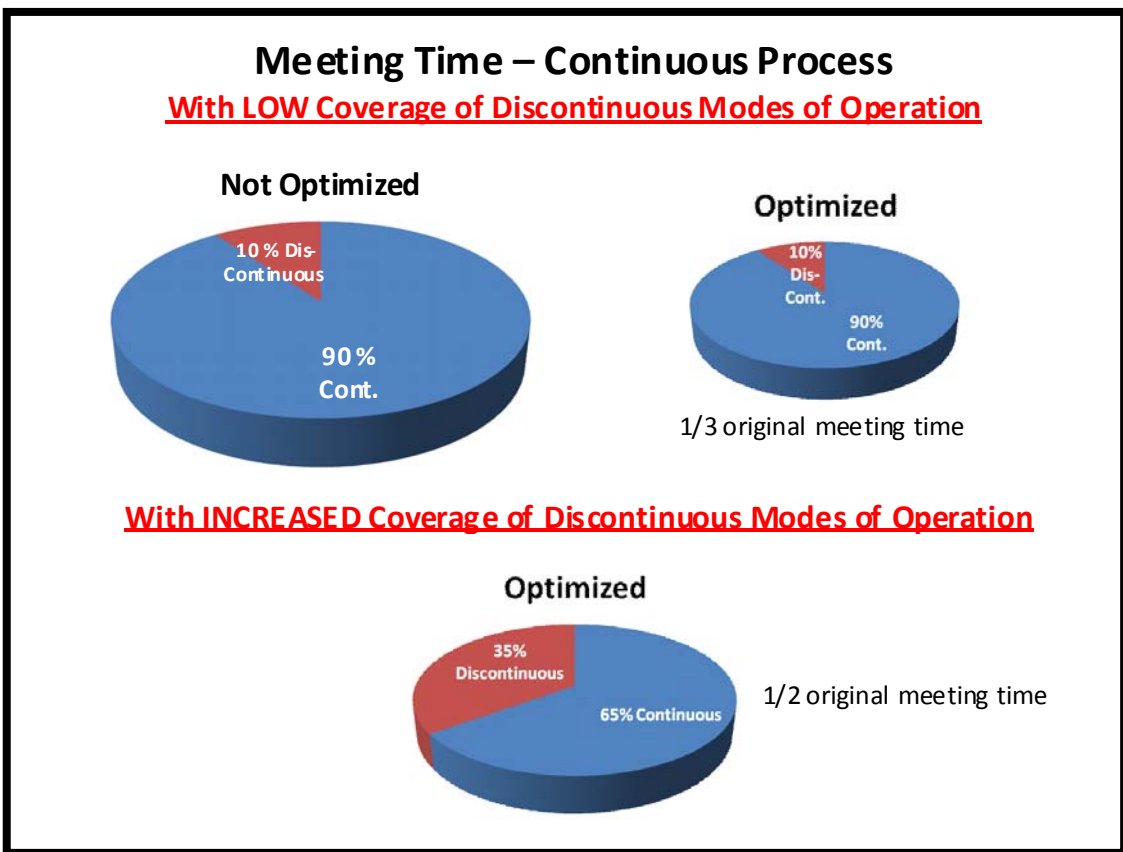 Meeting Time – Continuous Process
With LOW Coverage of Discontinuous Modes of Operation
Not Optimized
10 % Dis-
Continuous
90 %
Cont.
Optimized
10%
Dis-
Cont.
90%
Cont.
1/3 original meeting time
With INCREASED Coverage of Discontinuous Modes of Operation
Optimized
35%
Discontinuous
65% Continuous
1/2 original meeting time